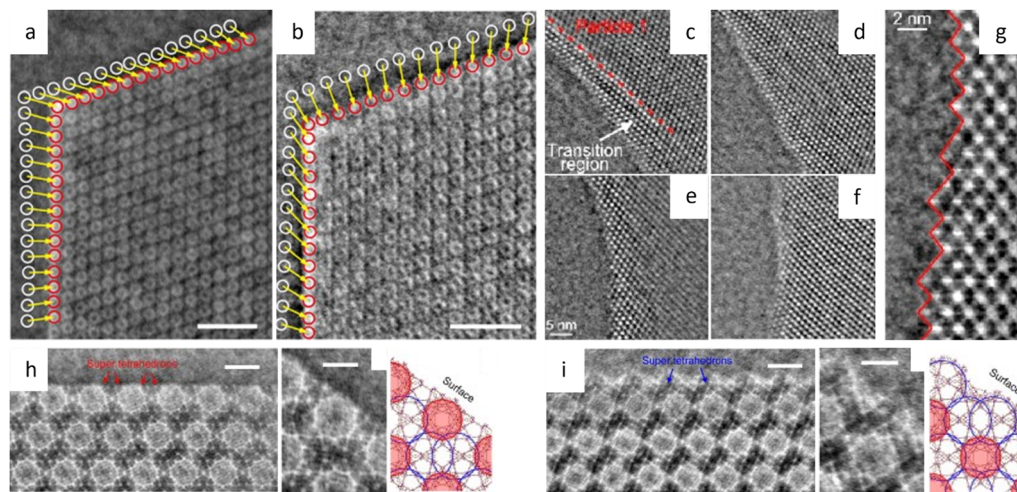 a
b
Particle 1
c
Transition
region
d
e
5 nm
f
2 nm
g
h
Super tetrahedrons
Surface
i
Super tetrahedrons
Surface